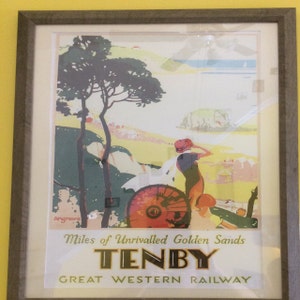 Miles of Unrivalled Golden Sands
TENBY
GREAT WESTERN RAILWAY